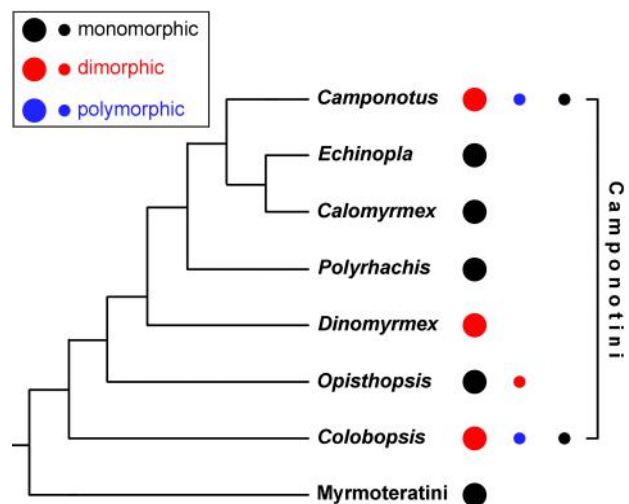 monomorphic
dimorphic
polymorphic
Camponotus
Echinopla
Calomyrmex
Polyrhachis
Dinomyrmex
Opisthopsis
Colobopsis
Myrmoteratini
Camponotini